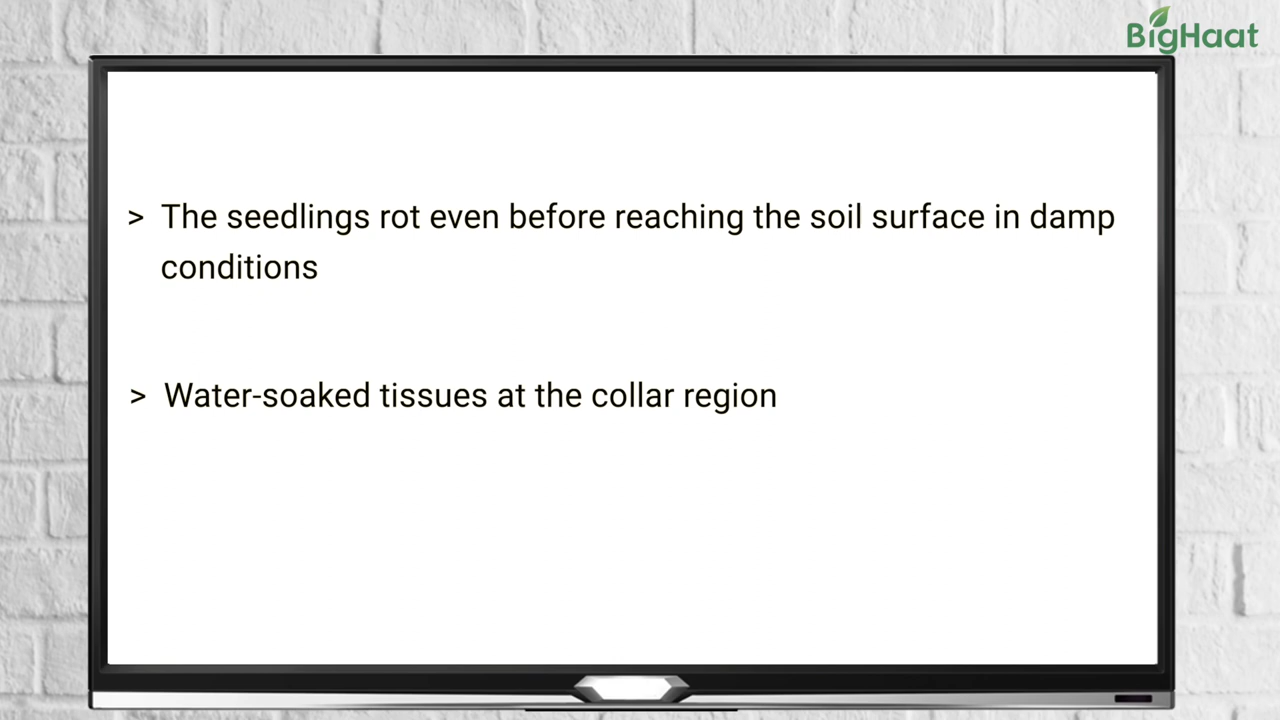 BigHaat
> The seedlings rot even before reaching the soil surface in damp
conditions
> Water-soaked tissues at the collar region